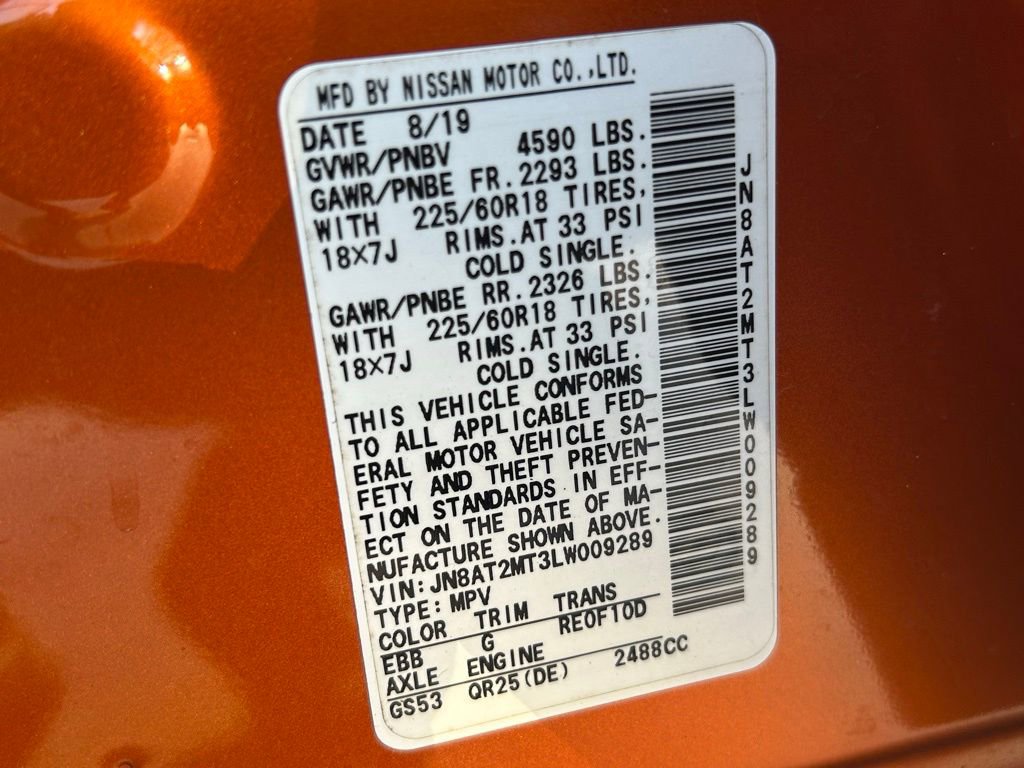 MFD BY NISSAN MOTOR CO.,LTD.
DATE 8/19
GVWR/PNBV 4590 LBS.
GAWR/PNBE FR.2293 LBS.
WITH 225/60R18 TIRES,
18×7J RIMS.AT 33 PSI
COLD SINGLE.
GAWR/PNBE RR.2326 LBS.
WITH 225/60R18 TIRES,
18×7J RIMS.AT 33 PSI
COLD SINGLE.
THIS VEHICLE CONFORMS
TO ALL APPLICABLE FED-
ERAL MOTOR VEHICLE SA-
FETY AND THEFT PREVEN-
TION STANDARDS IN EFF-
ECT ON THE DATE OF MA-
NUFACTURE SHOWN ABOVE.
VIN:JN8AT2MT3LW009289
TYPE:MPV
COLOR TRIM TRANS
EBB G RE0F10D
AXLE ENGINE
GS53 QR25(DE) 2488CC
JN8AT2MT3LW009289